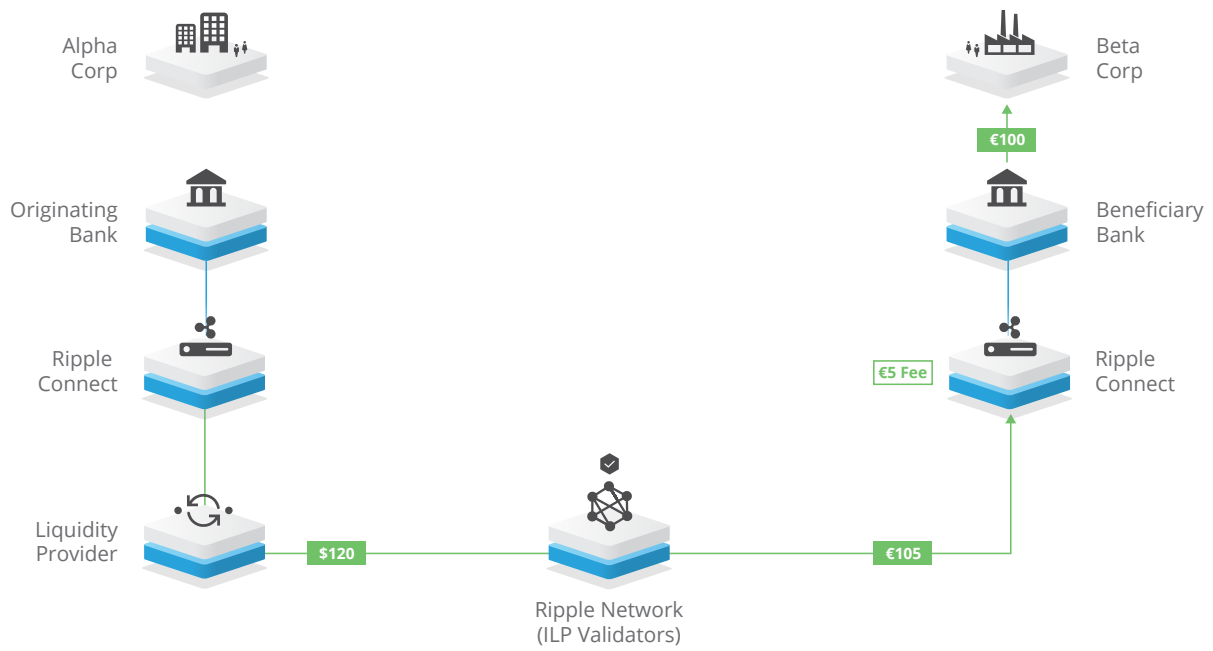 Alpha
Corp
Beta
Corp
€100
Originating
Bank
Beneficiary
Bank
Ripple
Connect
€5 Fee
Ripple
Connect
Liquidity
Provider
$120
€105
Ripple Network
(ILP Validators)